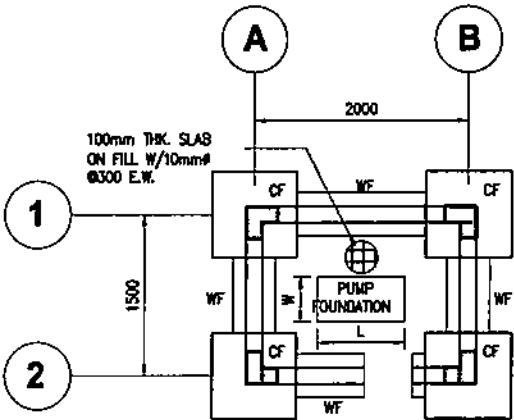 A
B
2000
100mm THK. SLAB
ON FILL W/10mmø
@300 E.W.
CF
WF
CF
1
1500
WF
W
PUMP
FOUNDATION
WF
L
2
CF
CF
WF